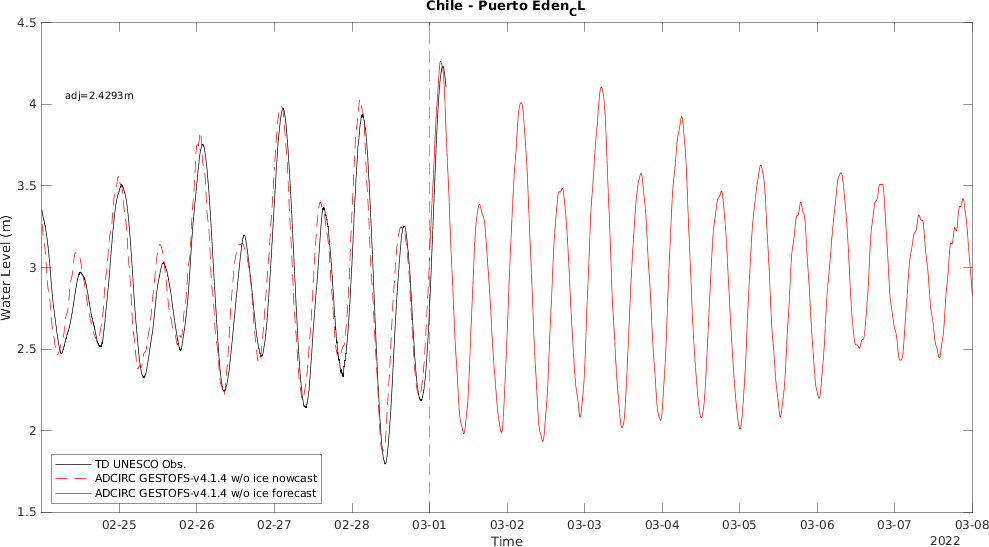 Chile - Puerto Eden_CL
4.5
4
3.5
3
2.5
2
1.5
Water Level (m)
adj=2.4293m
TD UNESCO Obs.
ADCIRC GESTOFS-v4.1.4 w/o ice nowcast
ADCIRC GESTOFS-v4.1.4 w/o ice forecast
02-25 02-26 02-27 02-28 03-01 03-02 03-03 03-04 03-05 03-06 03-07 03-08
Time
2022